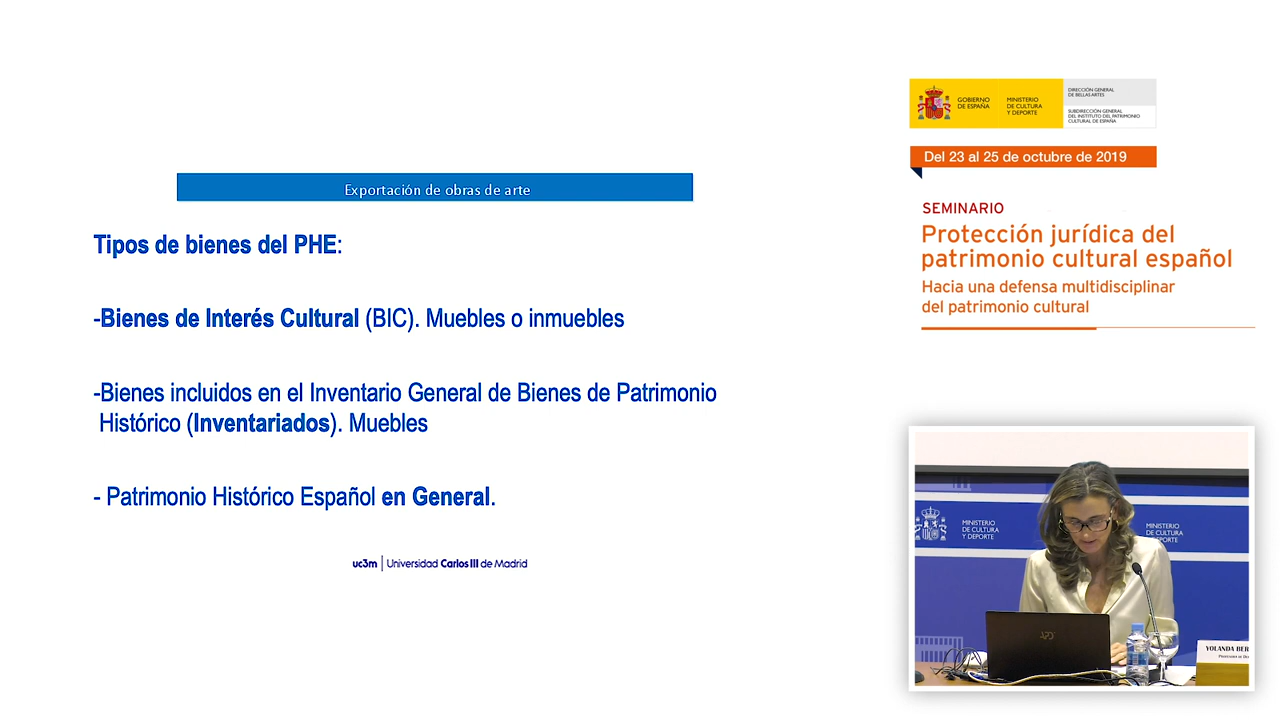 Exportación de obras de arte
Tipos de bienes del PHE:
-Bienes de Interés Cultural (BIC). Muebles o inmuebles
-Bienes incluidos en el Inventario General de Bienes de Patrimonio
Histórico (Inventariados). Muebles
- Patrimonio Histórico Español en General.
uc3m | Universidad Carlos III de Madrid
GOBIERNO
DE ESPAÑA
MINISTERIO
DE CULTURA
Y DEPORTE
DIRECCIÓN GENERAL
DE BELLAS ARTES
SUBDIRECCIÓN GENERAL
DEL INSTITUTO DEL PATRIMONIO
CULTURAL DE ESPAÑA
Del 23 al 25 de octubre de 2019
SEMINARIO
Protección jurídica del
patrimonio cultural español
Hacia una defensa multidisciplinar
del patrimonio cultural
MINISTERIO
DE CULTURA
Y DEPORTE
MINISTERIO
DE CULTURA
YOLANDA BER